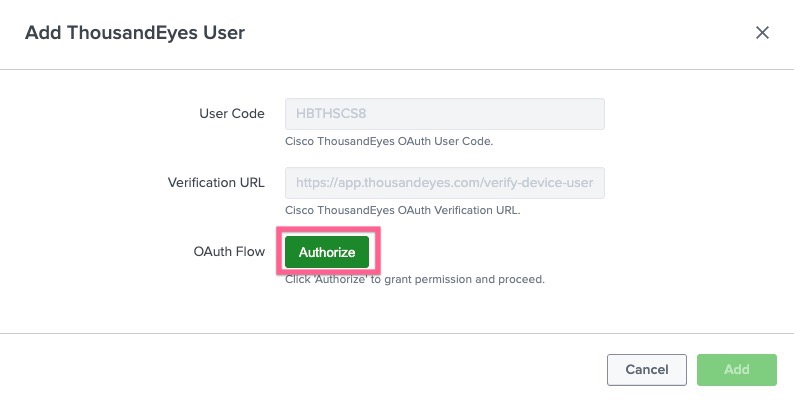 Add ThousandEyes User
User Code
HBTHSCS8
Cisco ThousandEyes OAuth User Code.
Verification URL
https://app.thousandeyes.com/verify-device-user
Cisco ThousandEyes OAuth Verification URL.
OAuth Flow
Authorize
Click 'Authorize' to grant permission and proceed.
Cancel
Add